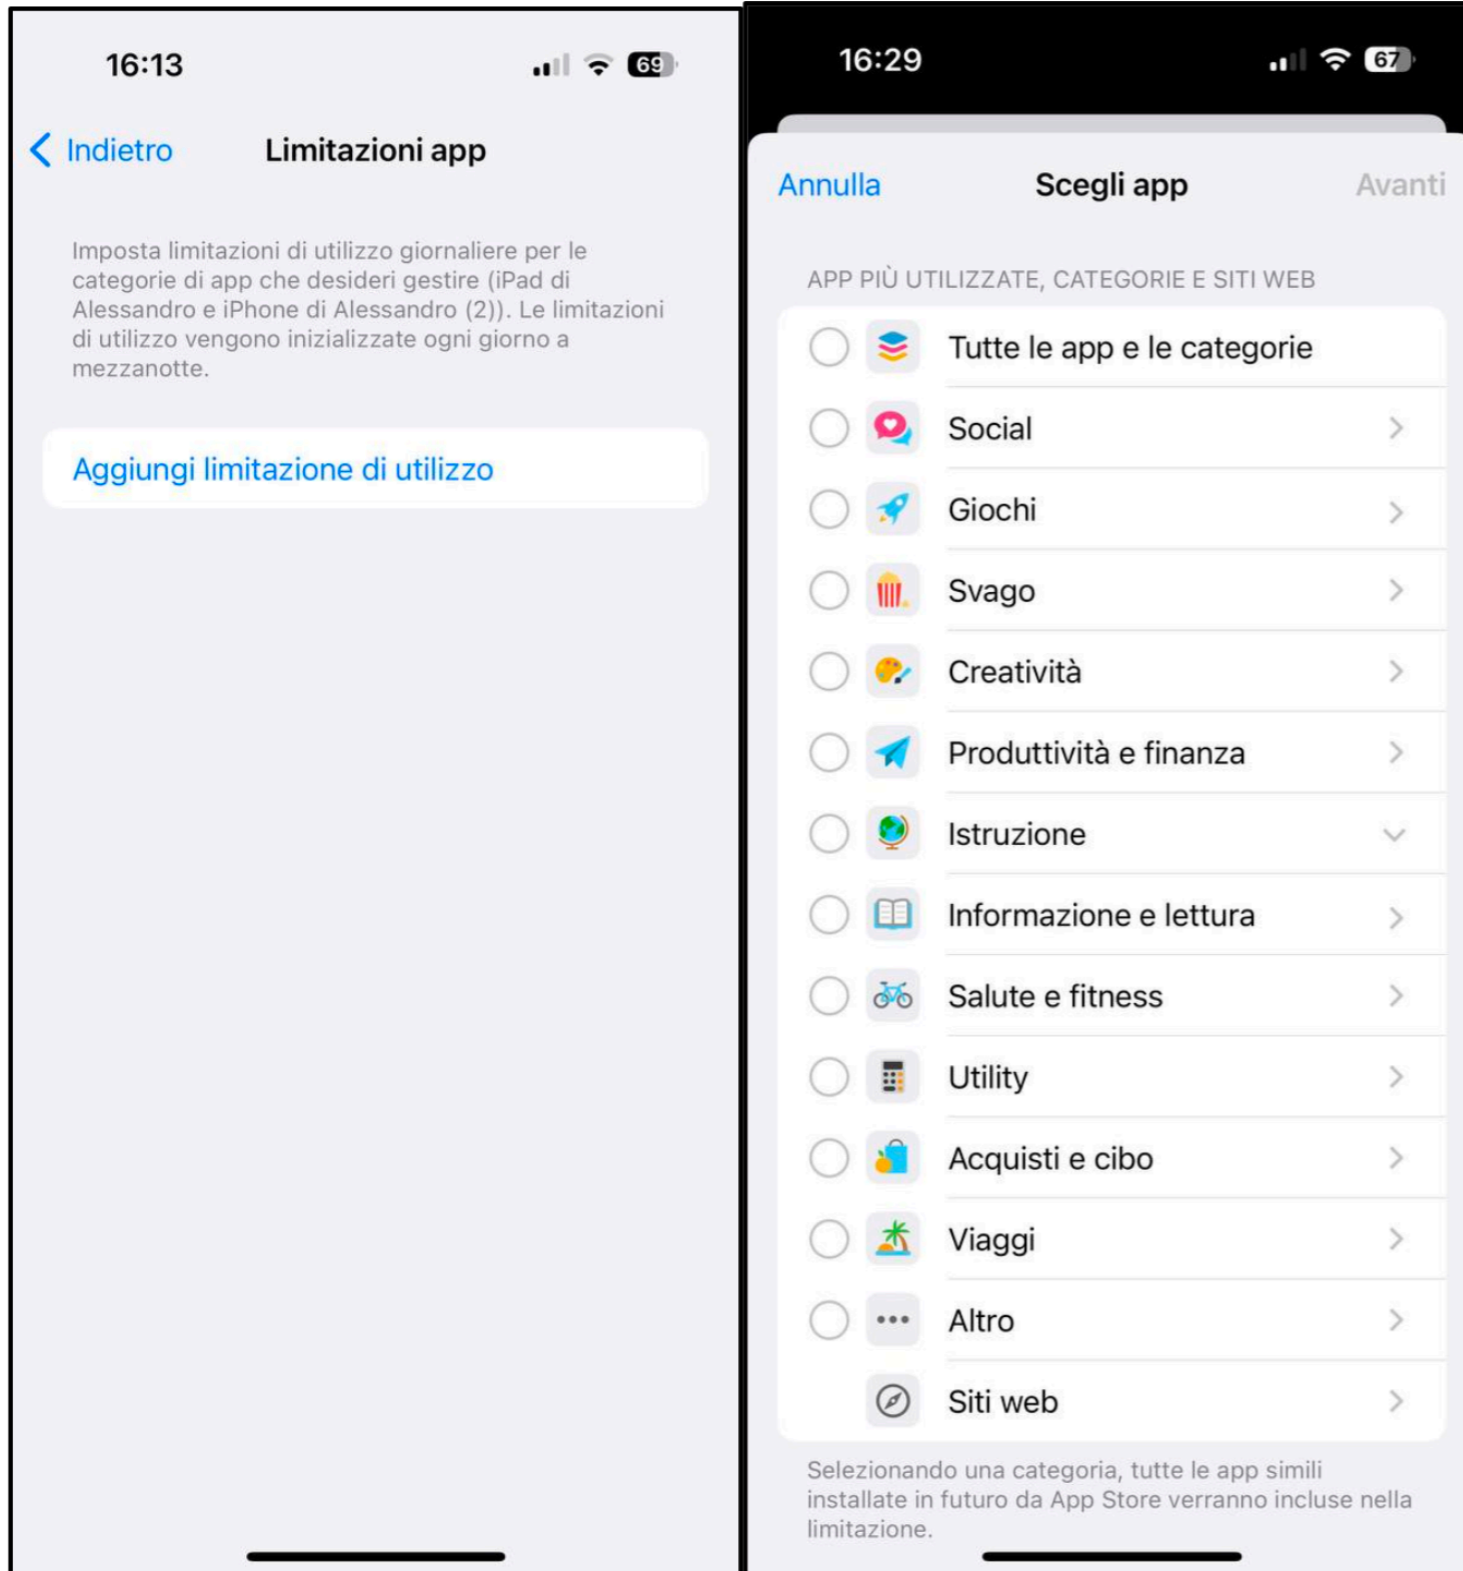 16:13
69
Indietro
Limitazioni app
Imposta limitazioni di utilizzo giornaliere per le
categorie di app che desideri gestire (iPad di
Alessandro e iPhone di Alessandro (2)). Le limitazioni
di utilizzo vengono inizializzate ogni giorno a
mezzanotte.
Aggiungi limitazione di utilizzo
16:29
67
Annulla
Scegli app
Avanti
APP PIÙ UTILIZZATE, CATEGORIE E SITI WEB
Tutte le app e le categorie
Social
Giochi
Svago
Creatività
Produttività e finanza
Istruzione
Informazione e lettura
Salute e fitness
Utility
Acquisti e cibo
Viaggi
Altro
Siti web
Selezionando una categoria, tutte le app simili
installate in futuro da App Store verranno incluse nella
limitazione.